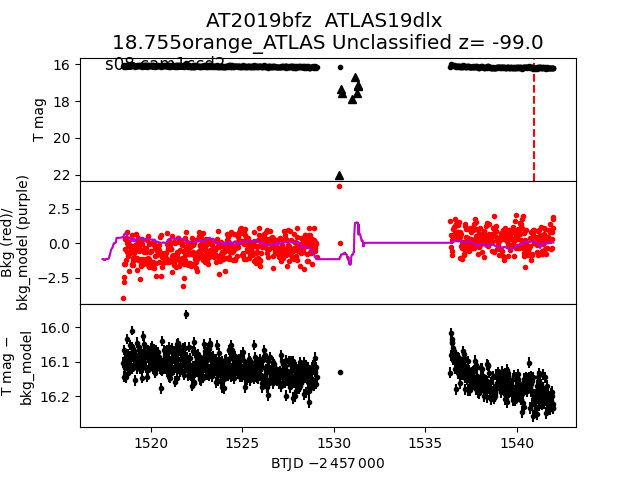 AT2019bfz  ATLAS19dlx
18.755orange_ATLAS Unclassified z= -99.0
s08 cam1ccd2
16
18
20
22
T mag
2.5
0.0
−2.5
Bkg (red)/
bkg_model (purple)
16.0
16.1
16.2
T mag −
bkg_model
1520
1525
1530
1535
1540
BTJD −2 457 000